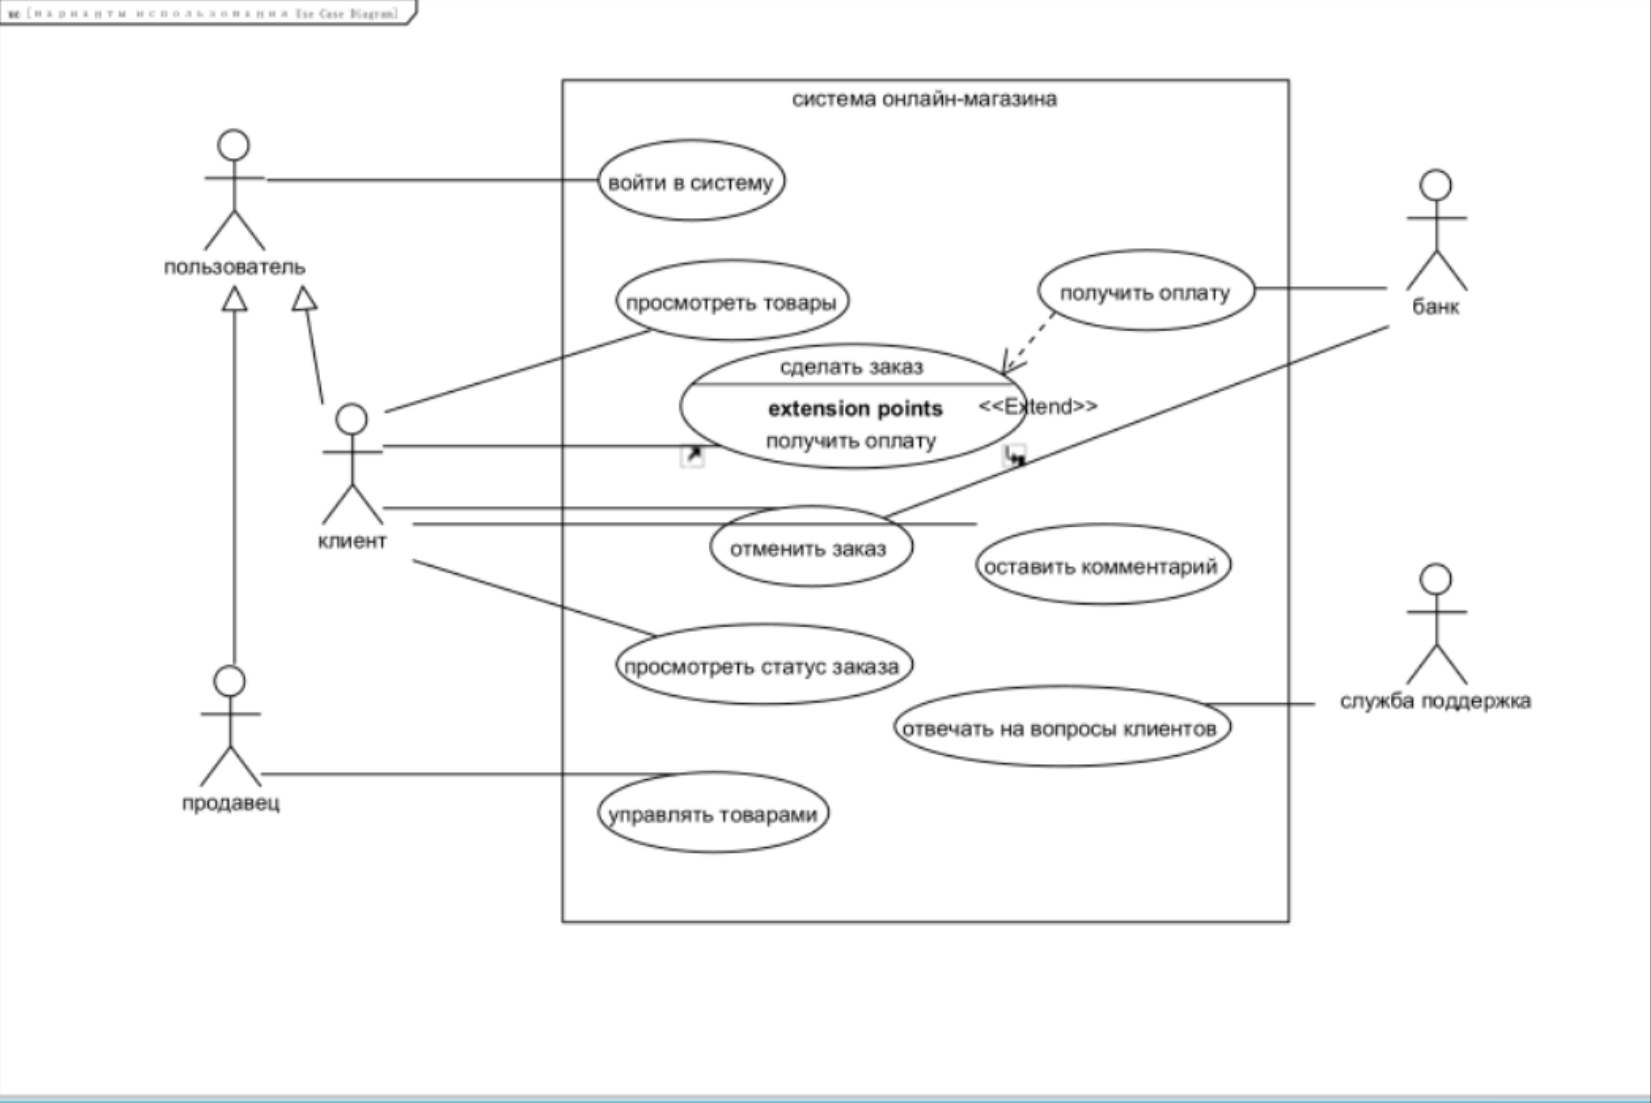 uc [варианты использования Use Case Diagram]
система онлайн-магазина
войти в систему
пользователь
просмотреть товары
получить оплату
банк
сделать заказ
extension points
получить оплату
<<Extend>>
клиент
отменить заказ
оставить комментарий
просмотреть статус заказа
служба поддержка
отвечать на вопросы клиентов
продавец
управлять товарами